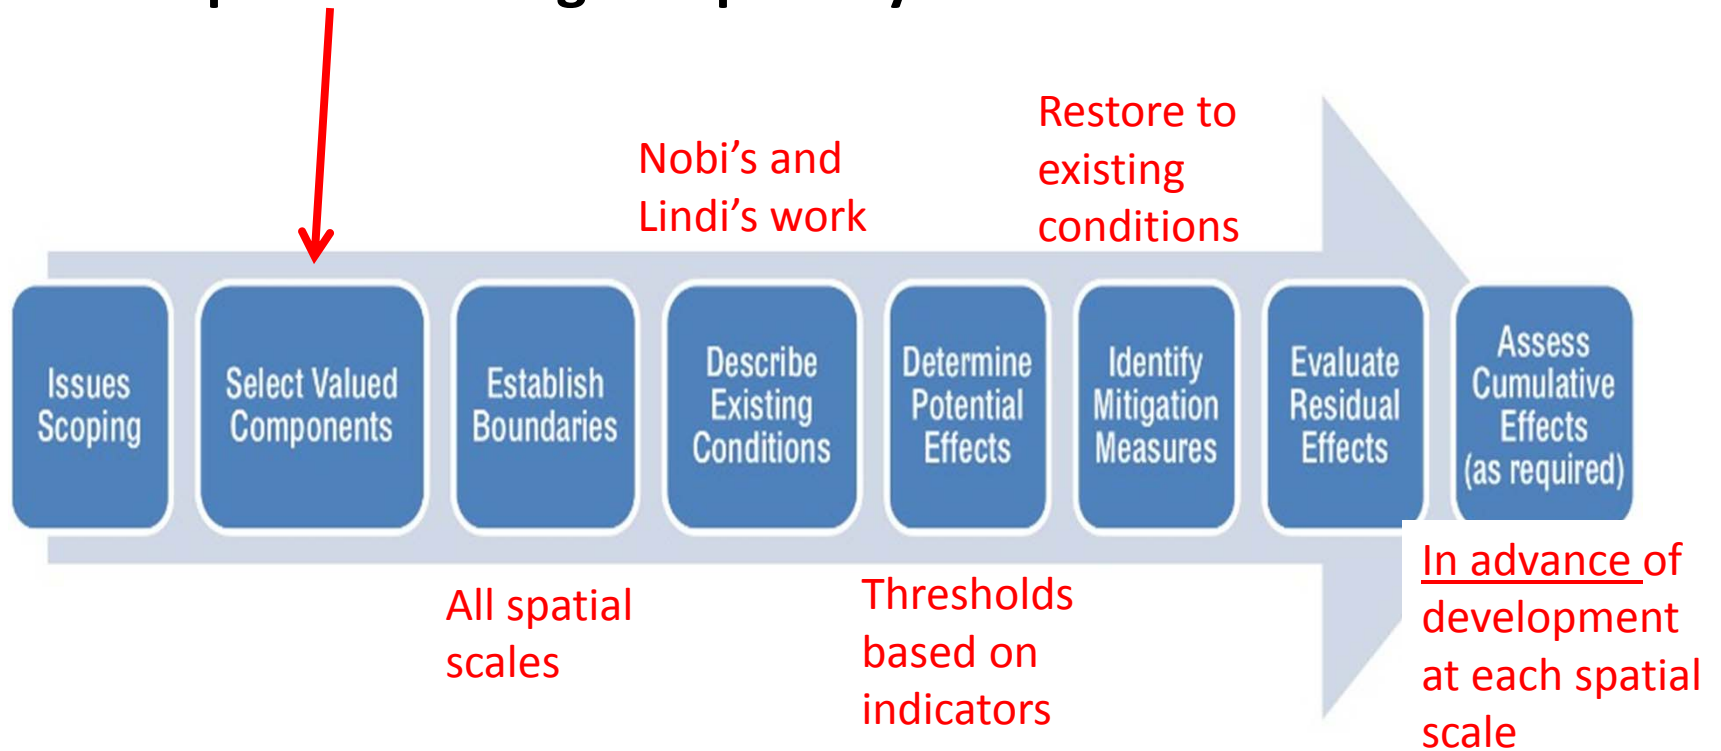 Nobi’s and
Lindi’s work
Restore to
existing
conditions
Issues
Scoping
Select Valued
Components
Establish
Boundaries
Describe
Existing
Conditions
Determine
Potential
Effects
Identify
Mitigation
Measures
Evaluate
Residual
Effects
Assess
Cumulative
Effects
(as required)
All spatial
scales
Thresholds
based on
indicators
In advance of
development
at each spatial
scale